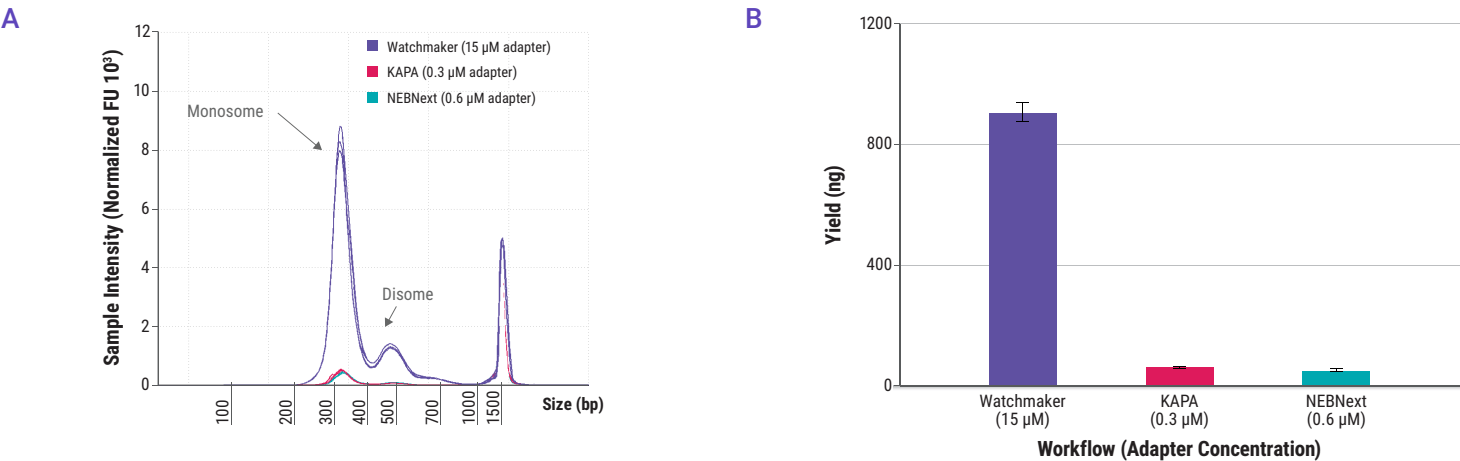 A
Sample Intensity (Normalized FU 10³)
12
10
8
6
4
2
0
Watchmaker (15 µM adapter)
KAPA (0.3 µM adapter)
NEBNext (0.6 µM adapter)
Monosome
Disome
100
200
300
400
500
700
1000
1500
Size (bp)
B
Yield (ng)
1200
800
400
0
Watchmaker
(15 µM)
KAPA
(0.3 µM)
NEBNext
(0.6 µM)
Workflow (Adapter Concentration)